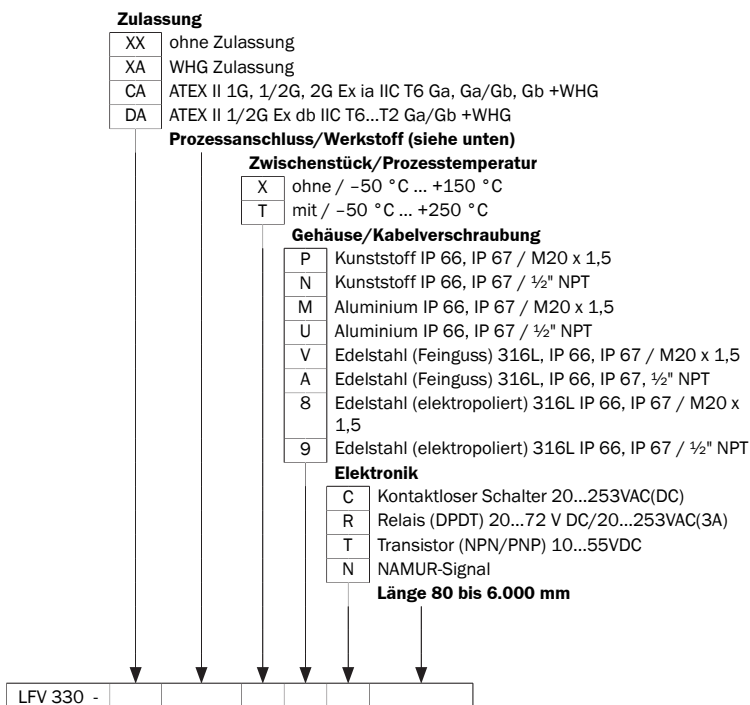 Zulassung
XX ohne Zulassung
XA WHG Zulassung
CA ATEX II 1G, 1/2G, 2G Ex ia IIC T6 Ga, Ga/Gb, Gb +WHG
DA ATEX II 1/2G Ex db IIC T6...T2 Ga/Gb +WHG
Prozessanschluss/Werkstoff (siehe unten)
Zwischenstück/Prozesstemperatur
X ohne / –50 °C ... +150 °C
T mit / –50 °C ... +250 °C
Gehäuse/Kabelverschraubung
P Kunststoff IP 66, IP 67 / M20 x 1,5
N Kunststoff IP 66, IP 67 / ½" NPT
M Aluminium IP 66, IP 67 / M20 x 1,5
U Aluminium IP 66, IP 67 / ½" NPT
V Edelstahl (Feinguss) 316L, IP 66, IP 67 / M20 x 1,5
A Edelstahl (Feinguss) 316L, IP 66, IP 67, ½" NPT
8 Edelstahl (elektropoliert) 316L IP 66, IP 67 / M20 x
1,5
9 Edelstahl (elektropoliert) 316L IP 66, IP 67 / ½" NPT
Elektronik
C Kontaktloser Schalter 20...253VAC(DC)
R Relais (DPDT) 20...72 V DC/20...253VAC(3A)
T Transistor (NPN/PNP) 10...55VDC
N NAMUR-Signal
Länge 80 bis 6.000 mm
LFV 330 -